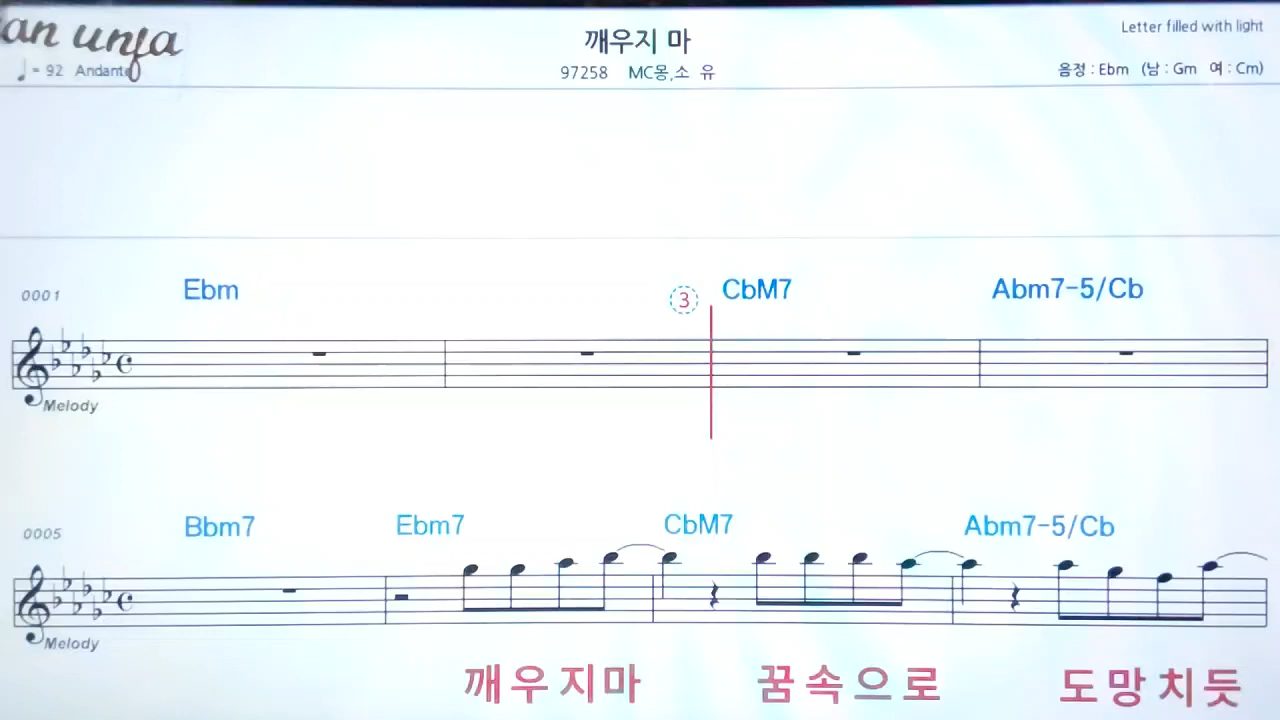 an unfa
Letter filled with light
깨우지 마
♩= 92 Andante
97258 MC몽,소 유
음정 : Ebm (남 : Gm 여 : Cm)
0001 Ebm ③ CbM7 Abm7-5/Cb
Melody
0005 Bbm7 Ebm7 CbM7 Abm7-5/Cb
Melody
깨우지마 꿈속으로 도망치듯